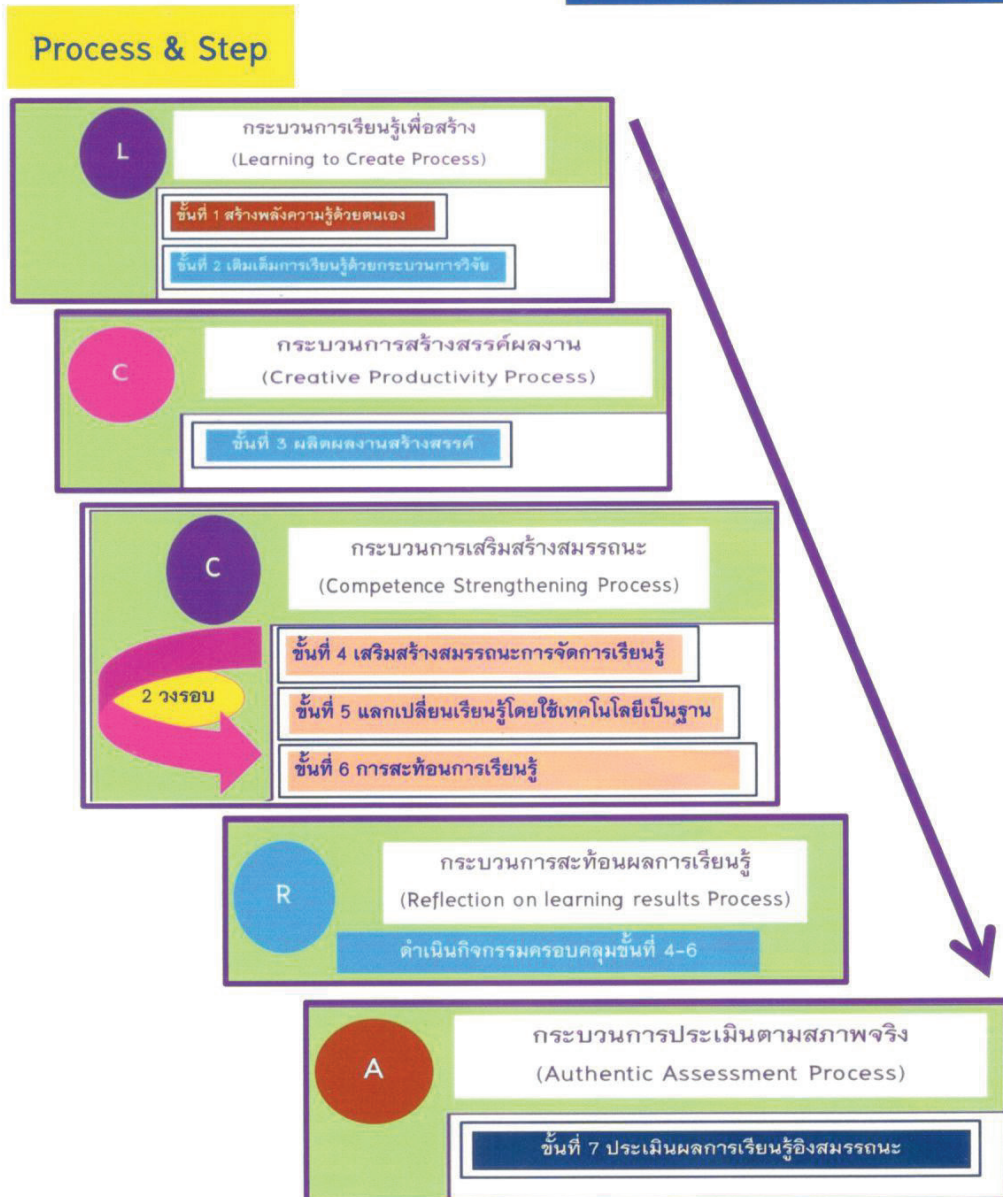 Process & Step
L
กระบวนการเรียนรู้เพื่อสร้าง
(Learning to Create Process)
ขั้นที่ 1 สร้างพลังความรู้ด้วยตนเอง
ขั้นที่ 2 เติมเต็มการเรียนรู้ด้วยกระบวนการวิจัย
C
กระบวนการสร้างสรรค์ผลงาน
(Creative Productivity Process)
ขั้นที่ 3 ผลิตผลงานสร้างสรรค์
C
กระบวนการเสริมสร้างสมรรถนะ
(Competence Strengthening Process)
2 วงรอบ
ขั้นที่ 4 เสริมสร้างสมรรถนะการจัดการเรียนรู้
ขั้นที่ 5 แลกเปลี่ยนเรียนรู้โดยใช้เทคโนโลยีเป็นฐาน
ขั้นที่ 6 การสะท้อนการเรียนรู้
R
กระบวนการสะท้อนผลการเรียนรู้
(Reflection on learning results Process)
ดำเนินกิจกรรมครอบคลุมขั้นที่ 4-6
A
กระบวนการประเมินตามสภาพจริง
(Authentic Assessment Process)
ขั้นที่ 7 ประเมินผลการเรียนรู้อิงสมรรถนะ